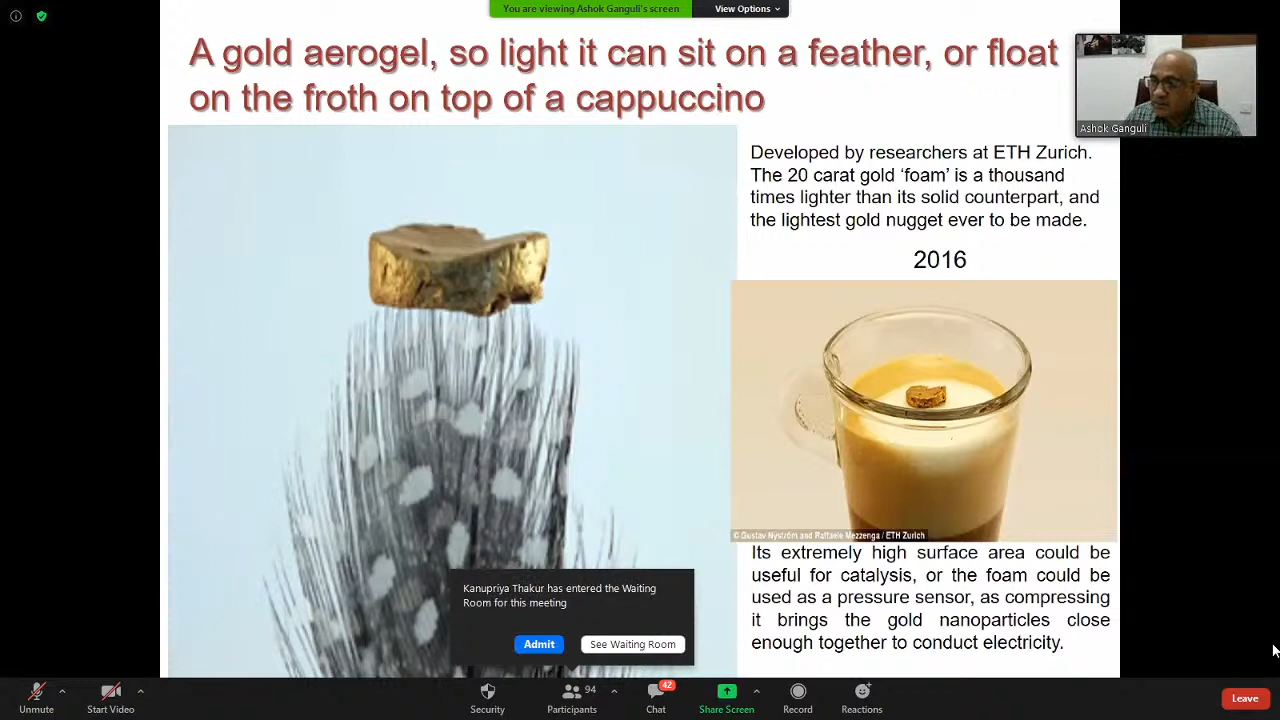 You are viewing Ashok Ganguli's screen
View Options
A gold aerogel, so light it can sit on a feather, or float
on the froth on top of a cappuccino
Ashok Ganguli
Developed by researchers at ETH Zurich.
The 20 carat gold ‘foam’ is a thousand
times lighter than its solid counterpart, and
the lightest gold nugget ever to be made.
2016
© Gustav Nyström and Raffaele Mezzenga / ETH Zurich
Its extremely high surface area could be
useful for catalysis, or the foam could be
used as a pressure sensor, as compressing
it brings the gold nanoparticles close
enough together to conduct electricity.
Kanupriya Thakur has entered the Waiting
Room for this meeting
Admit
See Waiting Room
Unmute
Start Video
Security
Participants
94
Chat
42
Share Screen
Record
Reactions
Leave